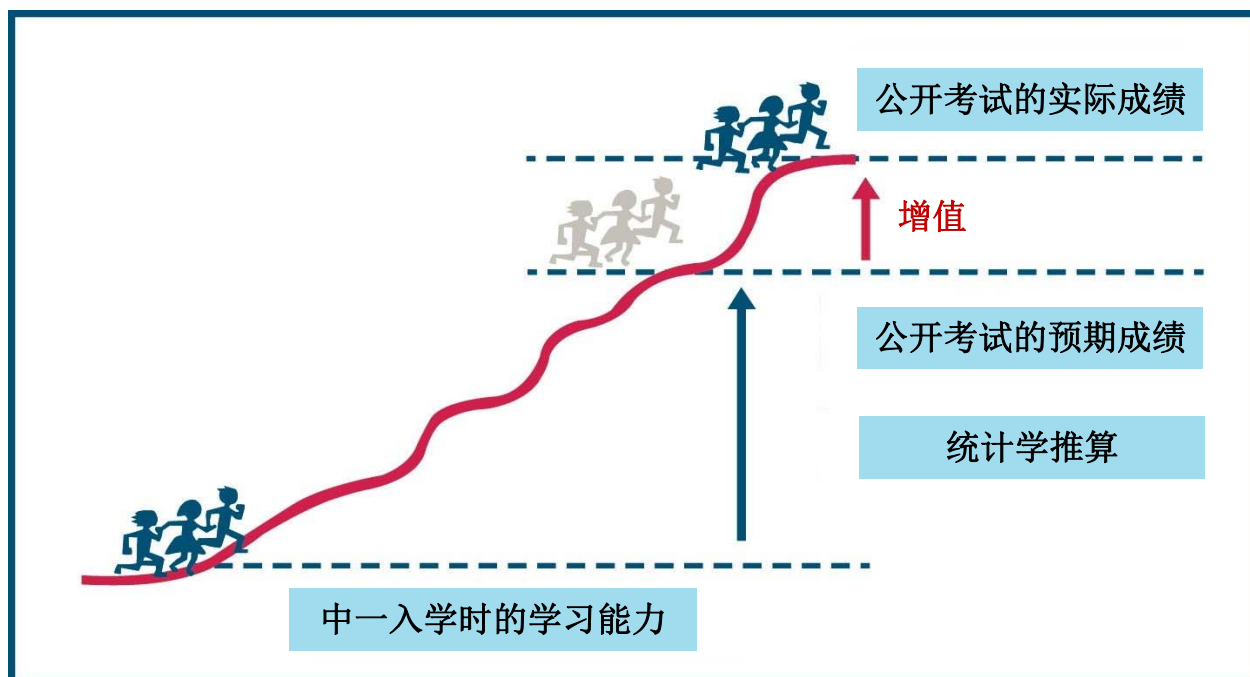 公开考试的实际成绩
增值
公开考试的预期成绩
统计学推算
中一入学时的学习能力